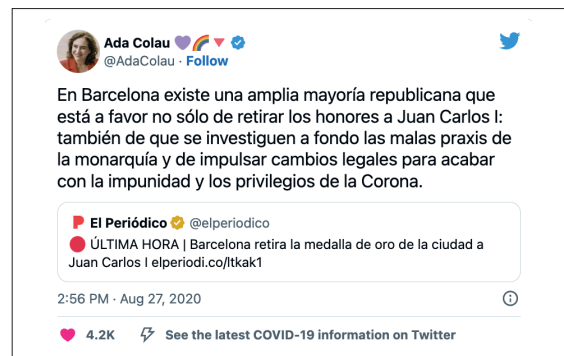 Ada Colau 💜🌈🔻
@AdaColau · Follow
En Barcelona existe una amplia mayoría republicana que
está a favor no sólo de retirar los honores a Juan Carlos I:
también de que se investiguen a fondo las malas praxis de
la monarquía y de impulsar cambios legales para acabar
con la impunidad y los privilegios de la Corona.
El Periódico @elperiodico
🔴 ÚLTIMA HORA | Barcelona retira la medalla de oro de la ciudad a
Juan Carlos I elperiodi.co/ltkak1
2:56 PM · Aug 27, 2020
4.2K See the latest COVID-19 information on Twitter